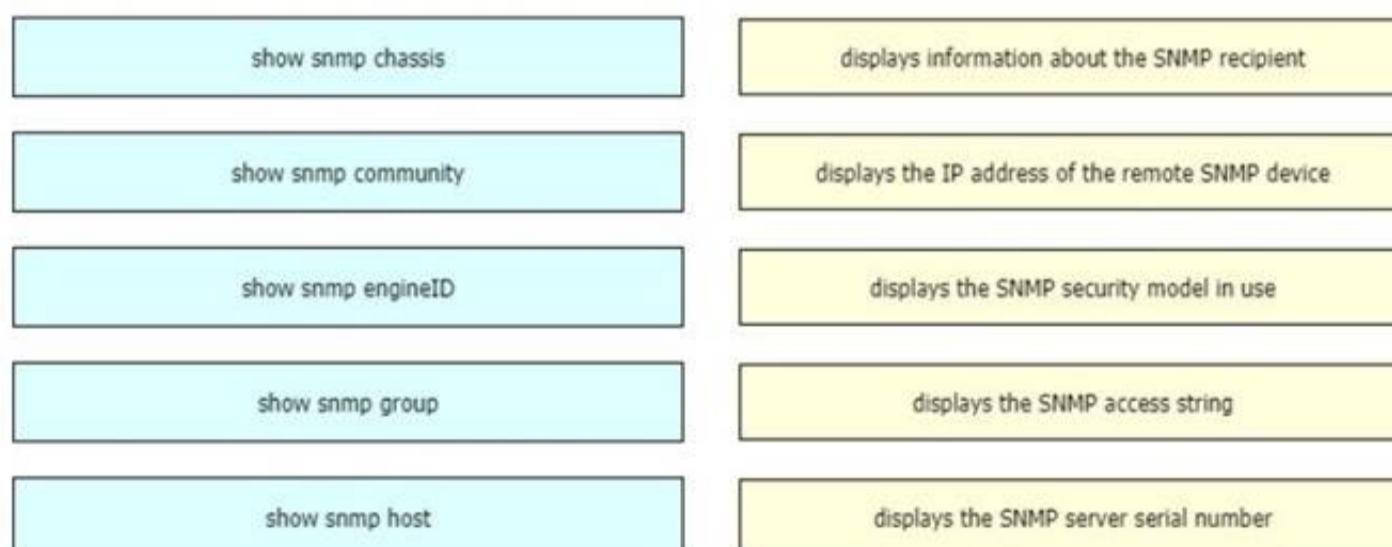 show snmp chassis
displays information about the SNMP recipient
show snmp community
displays the IP address of the remote SNMP device
show snmp engineID
displays the SNMP security model in use
show snmp group
displays the SNMP access string
show snmp host
displays the SNMP server serial number